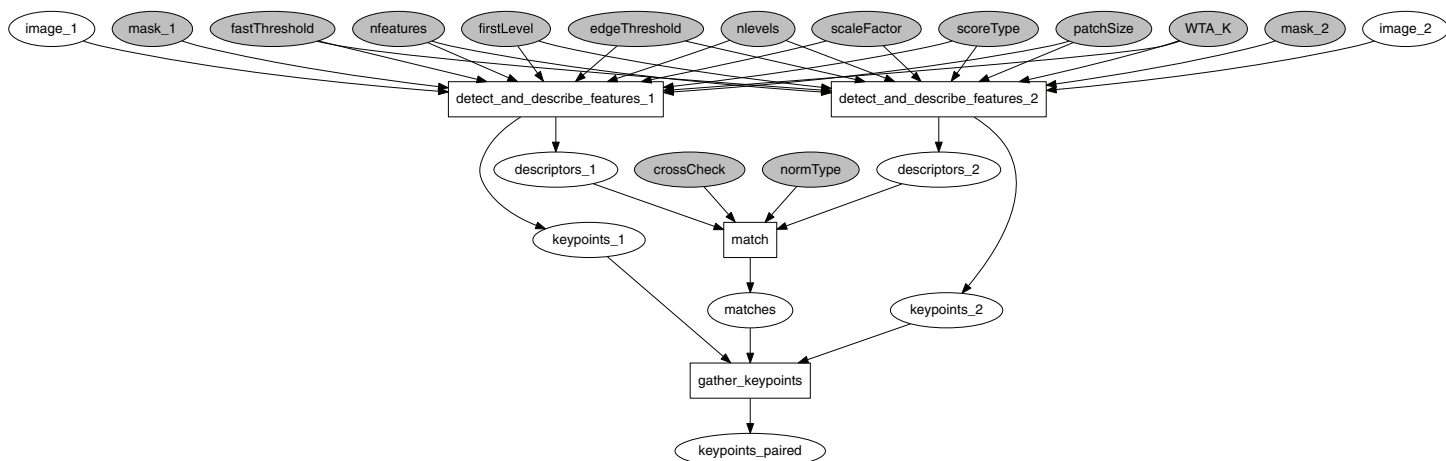 image_1
mask_1
fastThreshold
nfeatures
firstLevel
edgeThreshold
nlevels
scaleFactor
scoreType
patchSize
WTA_K
mask_2
image_2
detect_and_describe_features_1
detect_and_describe_features_2
descriptors_1
crossCheck
normType
descriptors_2
keypoints_1
match
matches
keypoints_2
gather_keypoints
keypoints_paired